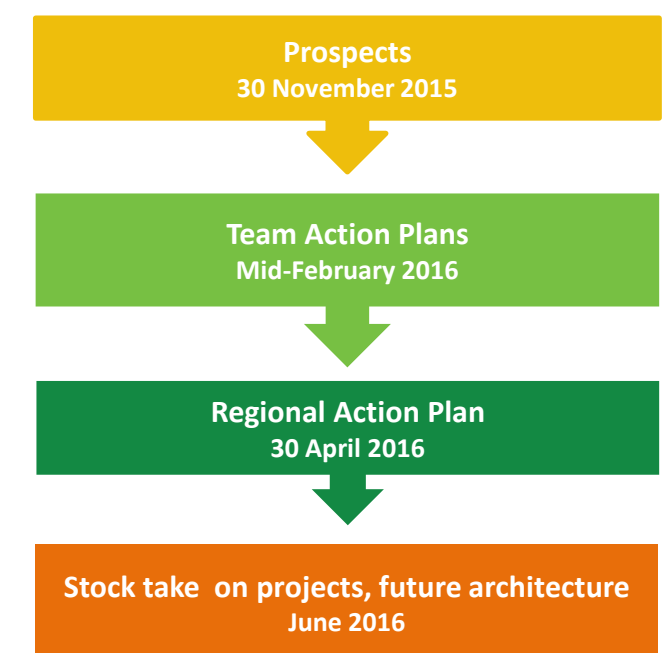 Prospects
30 November 2015
Team Action Plans
Mid-February 2016
Regional Action Plan
30 April 2016
Stock take on projects, future architecture
June 2016